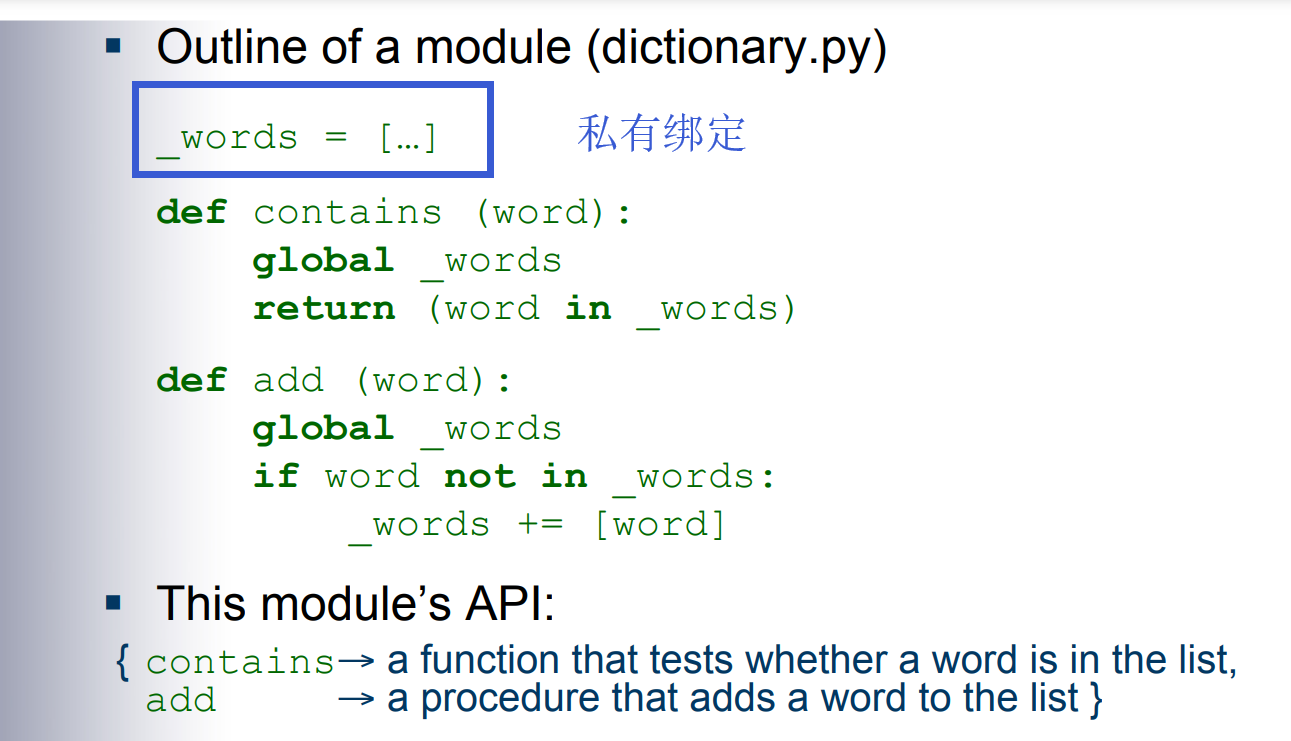 ▪ Outline of a module (dictionary.py)
_words = […] 私有绑定
def contains (word):
global _words
return (word in _words)
def add (word):
global _words
if word not in _words:
_words += [word]
▪ This module’s API:
{ contains→ a function that tests whether a word is in the list,
add → a procedure that adds a word to the list }